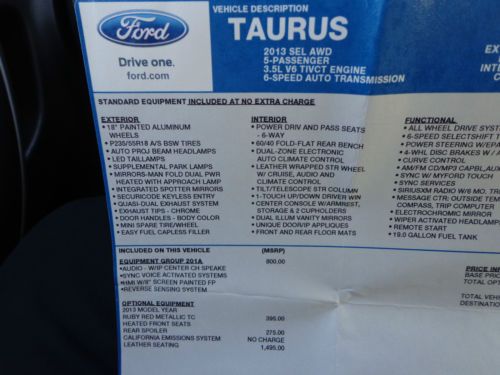 Ford
Drive one.
ford.com
VEHICLE DESCRIPTION
TAURUS
2013 SEL AWD
5-PASSENGER
3.5L V6 TIVCT ENGINE
6-SPEED AUTO TRANSMISSION
EX
INT
STANDARD EQUIPMENT INCLUDED AT NO EXTRA CHARGE
EXTERIOR
• 18" PAINTED ALUMINUM
WHEELS
• P235/55R18 A/S BSW TIRES
• AUTO PROJ BEAM HEADLAMPS
• LED TAILLAMPS
• SUPPLEMENTAL PARK LAMPS
• MIRRORS-MAN FOLD DUAL PWR
HEATED WITH APPROACH LAMP
• INTEGRATED SPOTTER MIRRORS
• SECURICODE KEYLESS ENTRY
• QUASI-DUAL EXHAUST SYSTEM
• EXHAUST TIPS - CHROME
• DOOR HANDLES - BODY COLOR
• MINI SPARE TIRE/WHEEL
• EASY FUEL CAPLESS FILLER
INTERIOR
• POWER DRIV AND PASS SEATS
- 6-WAY
• 60/40 FOLD-FLAT REAR BENCH
• DUAL-ZONE ELECTRONIC
AUTO CLIMATE CONTROL
• LEATHER WRAPPED STR WHEEL
W/ CRUISE, AUDIO AND
CLIMATE CONTROL
• TILT/TELESCOPE STR COLUMN
• 1-TOUCH UP/DOWN DRIVER WIN
• CENTER CONSOLE W/ARMREST,
STORAGE & 2 CUPHOLDERS
• DUAL ILLUM VANITY MIRRORS
• UNIQUE DOOR/IP APPLIQUES
• FRONT AND REAR FLOOR MATS
FUNCTIONAL
• ALL WHEEL DRIVE SYSTE
• 6-SPEED SELECTSHIFT T
• POWER STEERING W/EPA
• 4-WHL DISC BRAKES W/
• CURVE CONTROL
• AM/FM CD/MP3 CAPBL,AUX
• SYNC W/ MYFORD TOUCH
• SYNC SERVICES
• SIRIUSXM RADIO W/6 MO. TR
• MESSAGE CTR: OUTSIDE TEMP
COMPASS, TRIP COMPUTER
• ELECTROCHROMIC MIRROR
• WIPER ACTIVATED HEADLAMPS
• REMOTE START
• 19.0 GALLON FUEL TANK
INCLUDED ON THIS VEHICLE (MSRP)
EQUIPMENT GROUP 201A 800.00
•AUDIO - W/IP CENTER CH SPEAKE
•SYNC VOICE ACTIVATED SYSTEMS
•HMI W/8" SCREEN PAINTED FP
•REVERSE SENSING SYSTEM
OPTIONAL EQUIPMENT
2013 MODEL YEAR
RUBY RED METALLIC TC 395.00
HEATED FRONT SEATS
REAR SPOILER 275.00
CALIFORNIA EMISSIONS SYSTEM NO CHARGE
LEATHER SEATING 1,495.00
PRICE IN
BASE PRIC
TOTAL OPT
TOTAL VEHI
DESTINATIO